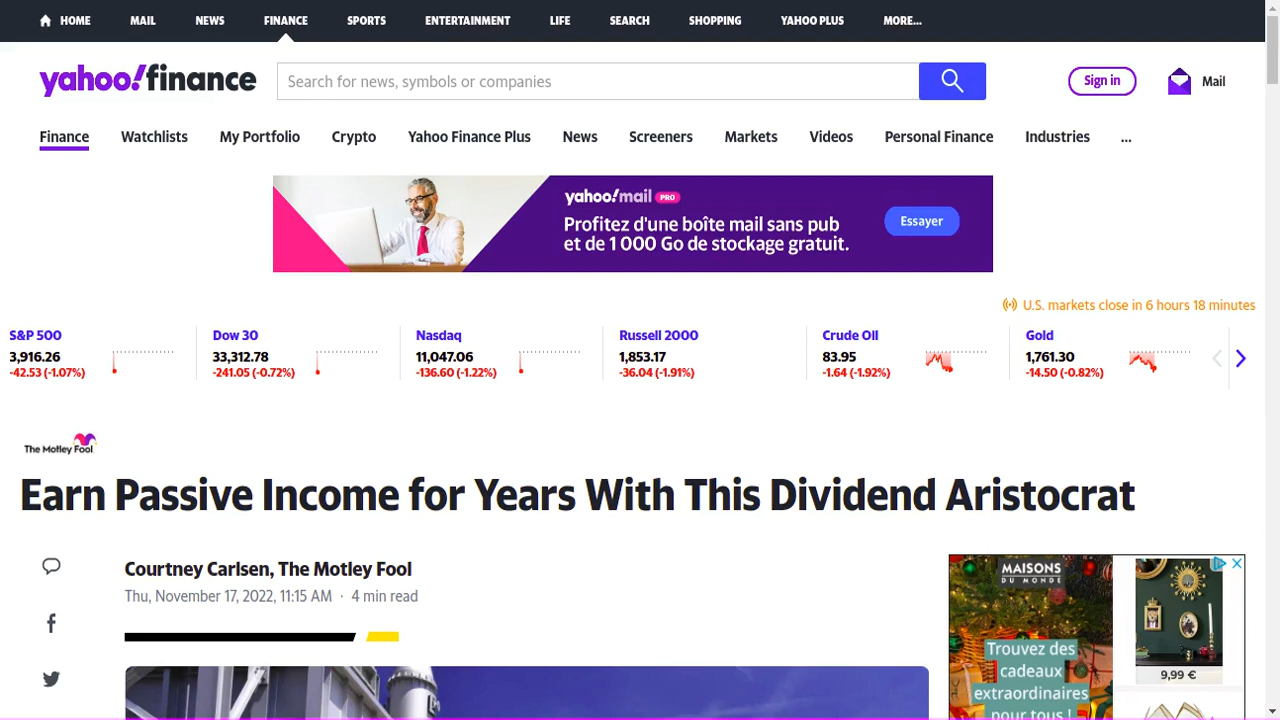 HOME MAIL NEWS FINANCE SPORTS ENTERTAINMENT LIFE SEARCH SHOPPING YAHOO PLUS MORE...
yahoo!finance
Search for news, symbols or companies
Sign in
Mail
Finance Watchlists My Portfolio Crypto Yahoo Finance Plus News Screeners Markets Videos Personal Finance Industries ...
yahoo!mail PRO
Profitez d'une boîte mail sans pub
et de 1 000 Go de stockage gratuit.
Essayer
U.S. markets close in 6 hours 18 minutes
S&P 500
3,916.26
-42.53 (-1.07%)
Dow 30
33,312.78
-241.05 (-0.72%)
Nasdaq
11,047.06
-136.60 (-1.22%)
Russell 2000
1,853.17
-36.04 (-1.91%)
Crude Oil
83.95
-1.64 (-1.92%)
Gold
1,761.30
-14.50 (-0.82%)
The Motley Fool
Earn Passive Income for Years With This Dividend Aristocrat
Courtney Carlsen, The Motley Fool
Thu, November 17, 2022, 11:15 AM · 4 min read
MAISONS
DU MONDE
Trouvez des
cadeaux
extraordinaires
pour tous !
9,99 €